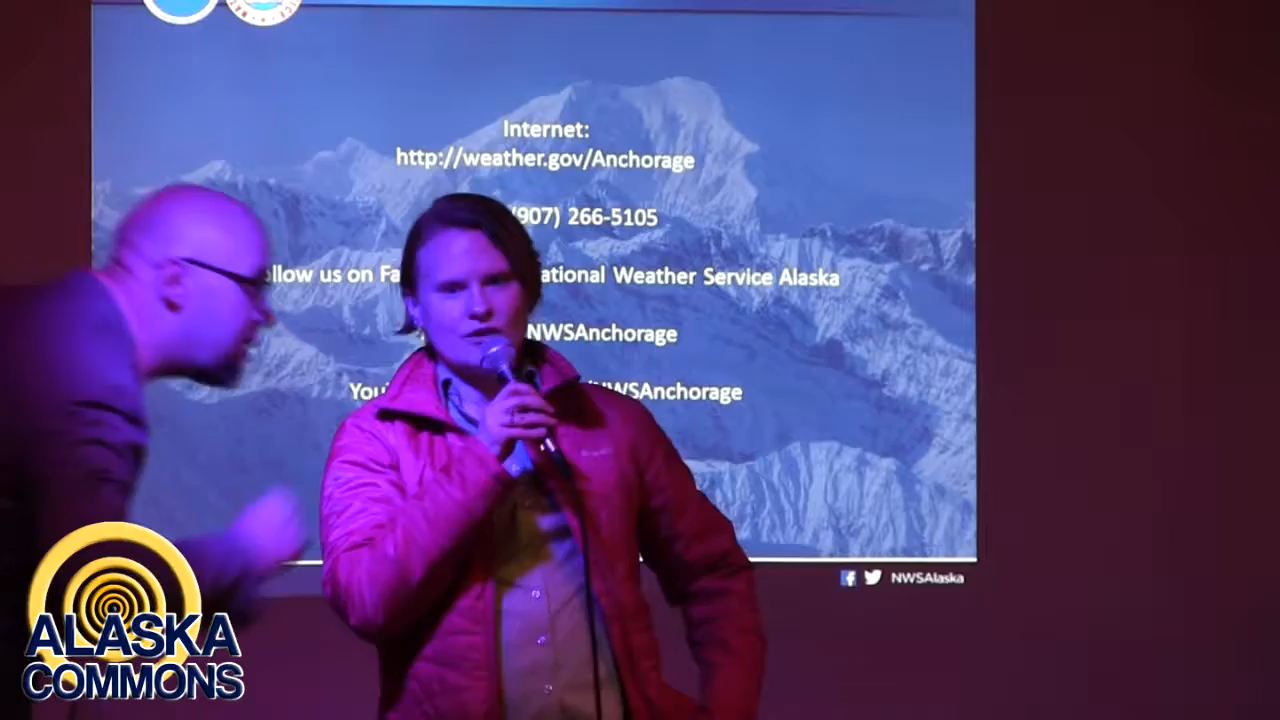 Internet:
http://weather.gov/Anchorage
(907) 266-5105
ollow us on Fa ational Weather Service Alaska
NWSAnchorage
You /NWSAnchorage
NWSAlaska
ALASKA
COMMONS